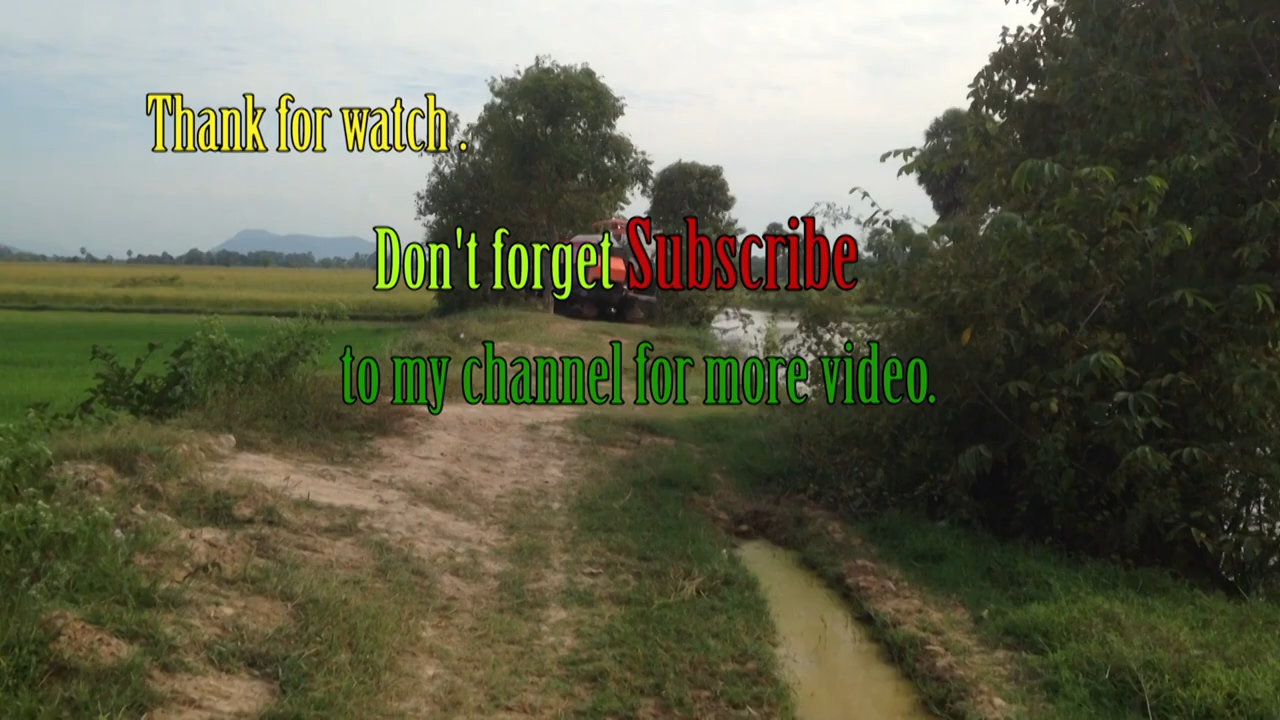 Thank for watch .
Don't forget Subscribe
to my channel for more video.